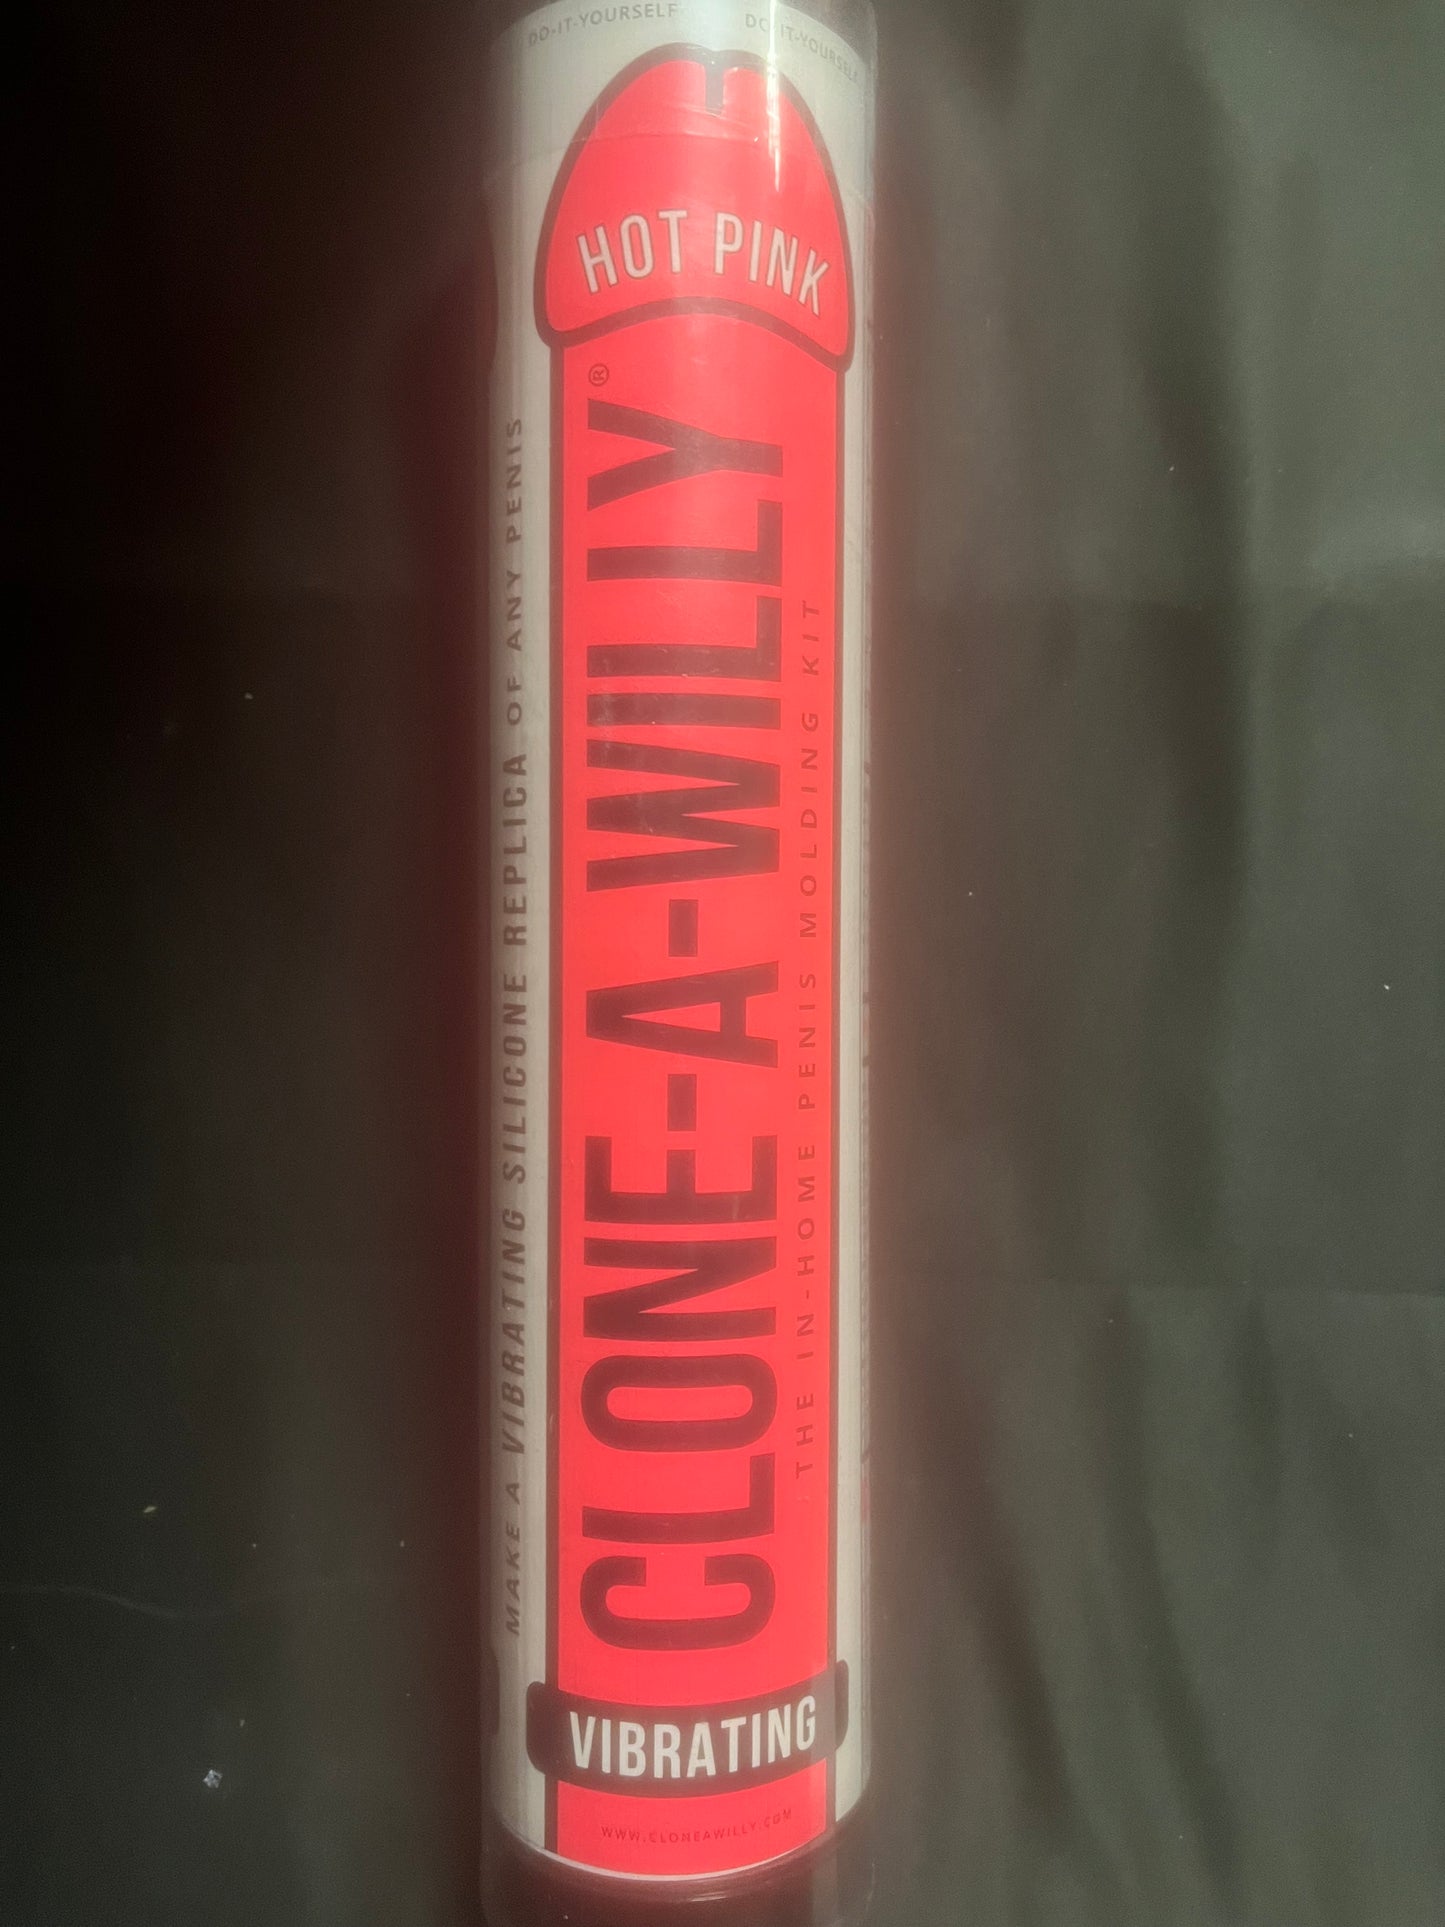 DO-IT-YOURSELF
DO-IT-YOURSELF
HOT PINK
MAKE A VIBRATING SILICONE REPLICA OF ANY PENIS
CLONE-A-WILLY®
THE IN-HOME PENIS MOLDING KIT
VIBRATING
WWW.CLONEAWILLY.COM